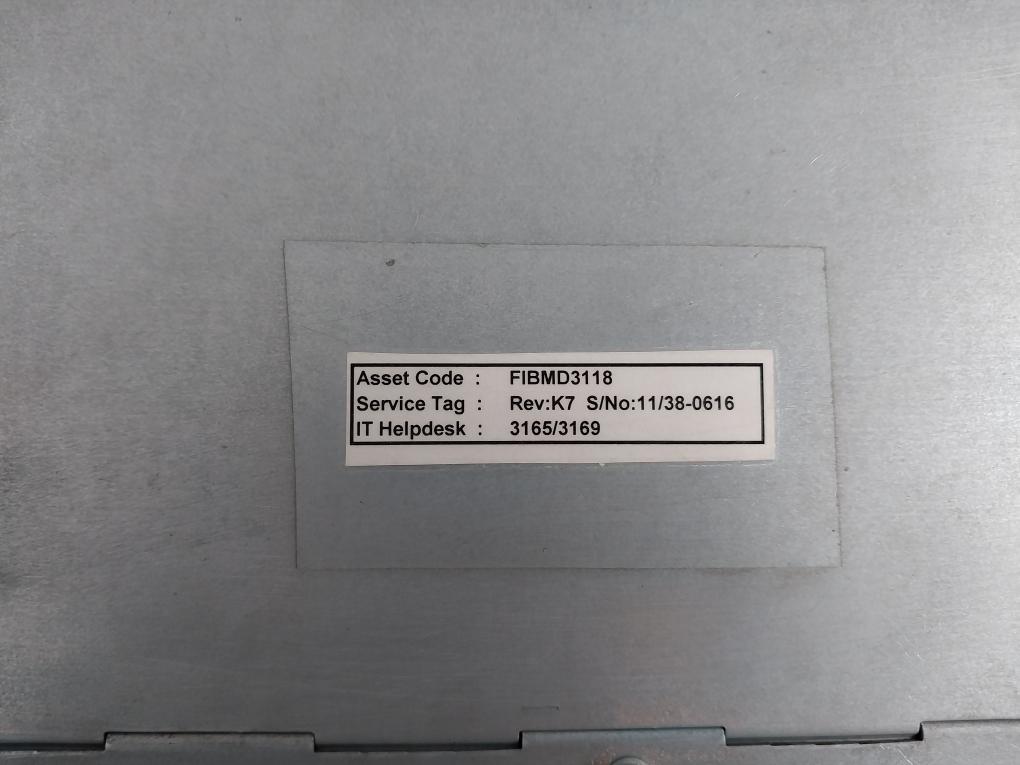 Asset Code : FIBMD3118
Service Tag : Rev:K7 S/No:11/38-0616
IT Helpdesk : 3165/3169